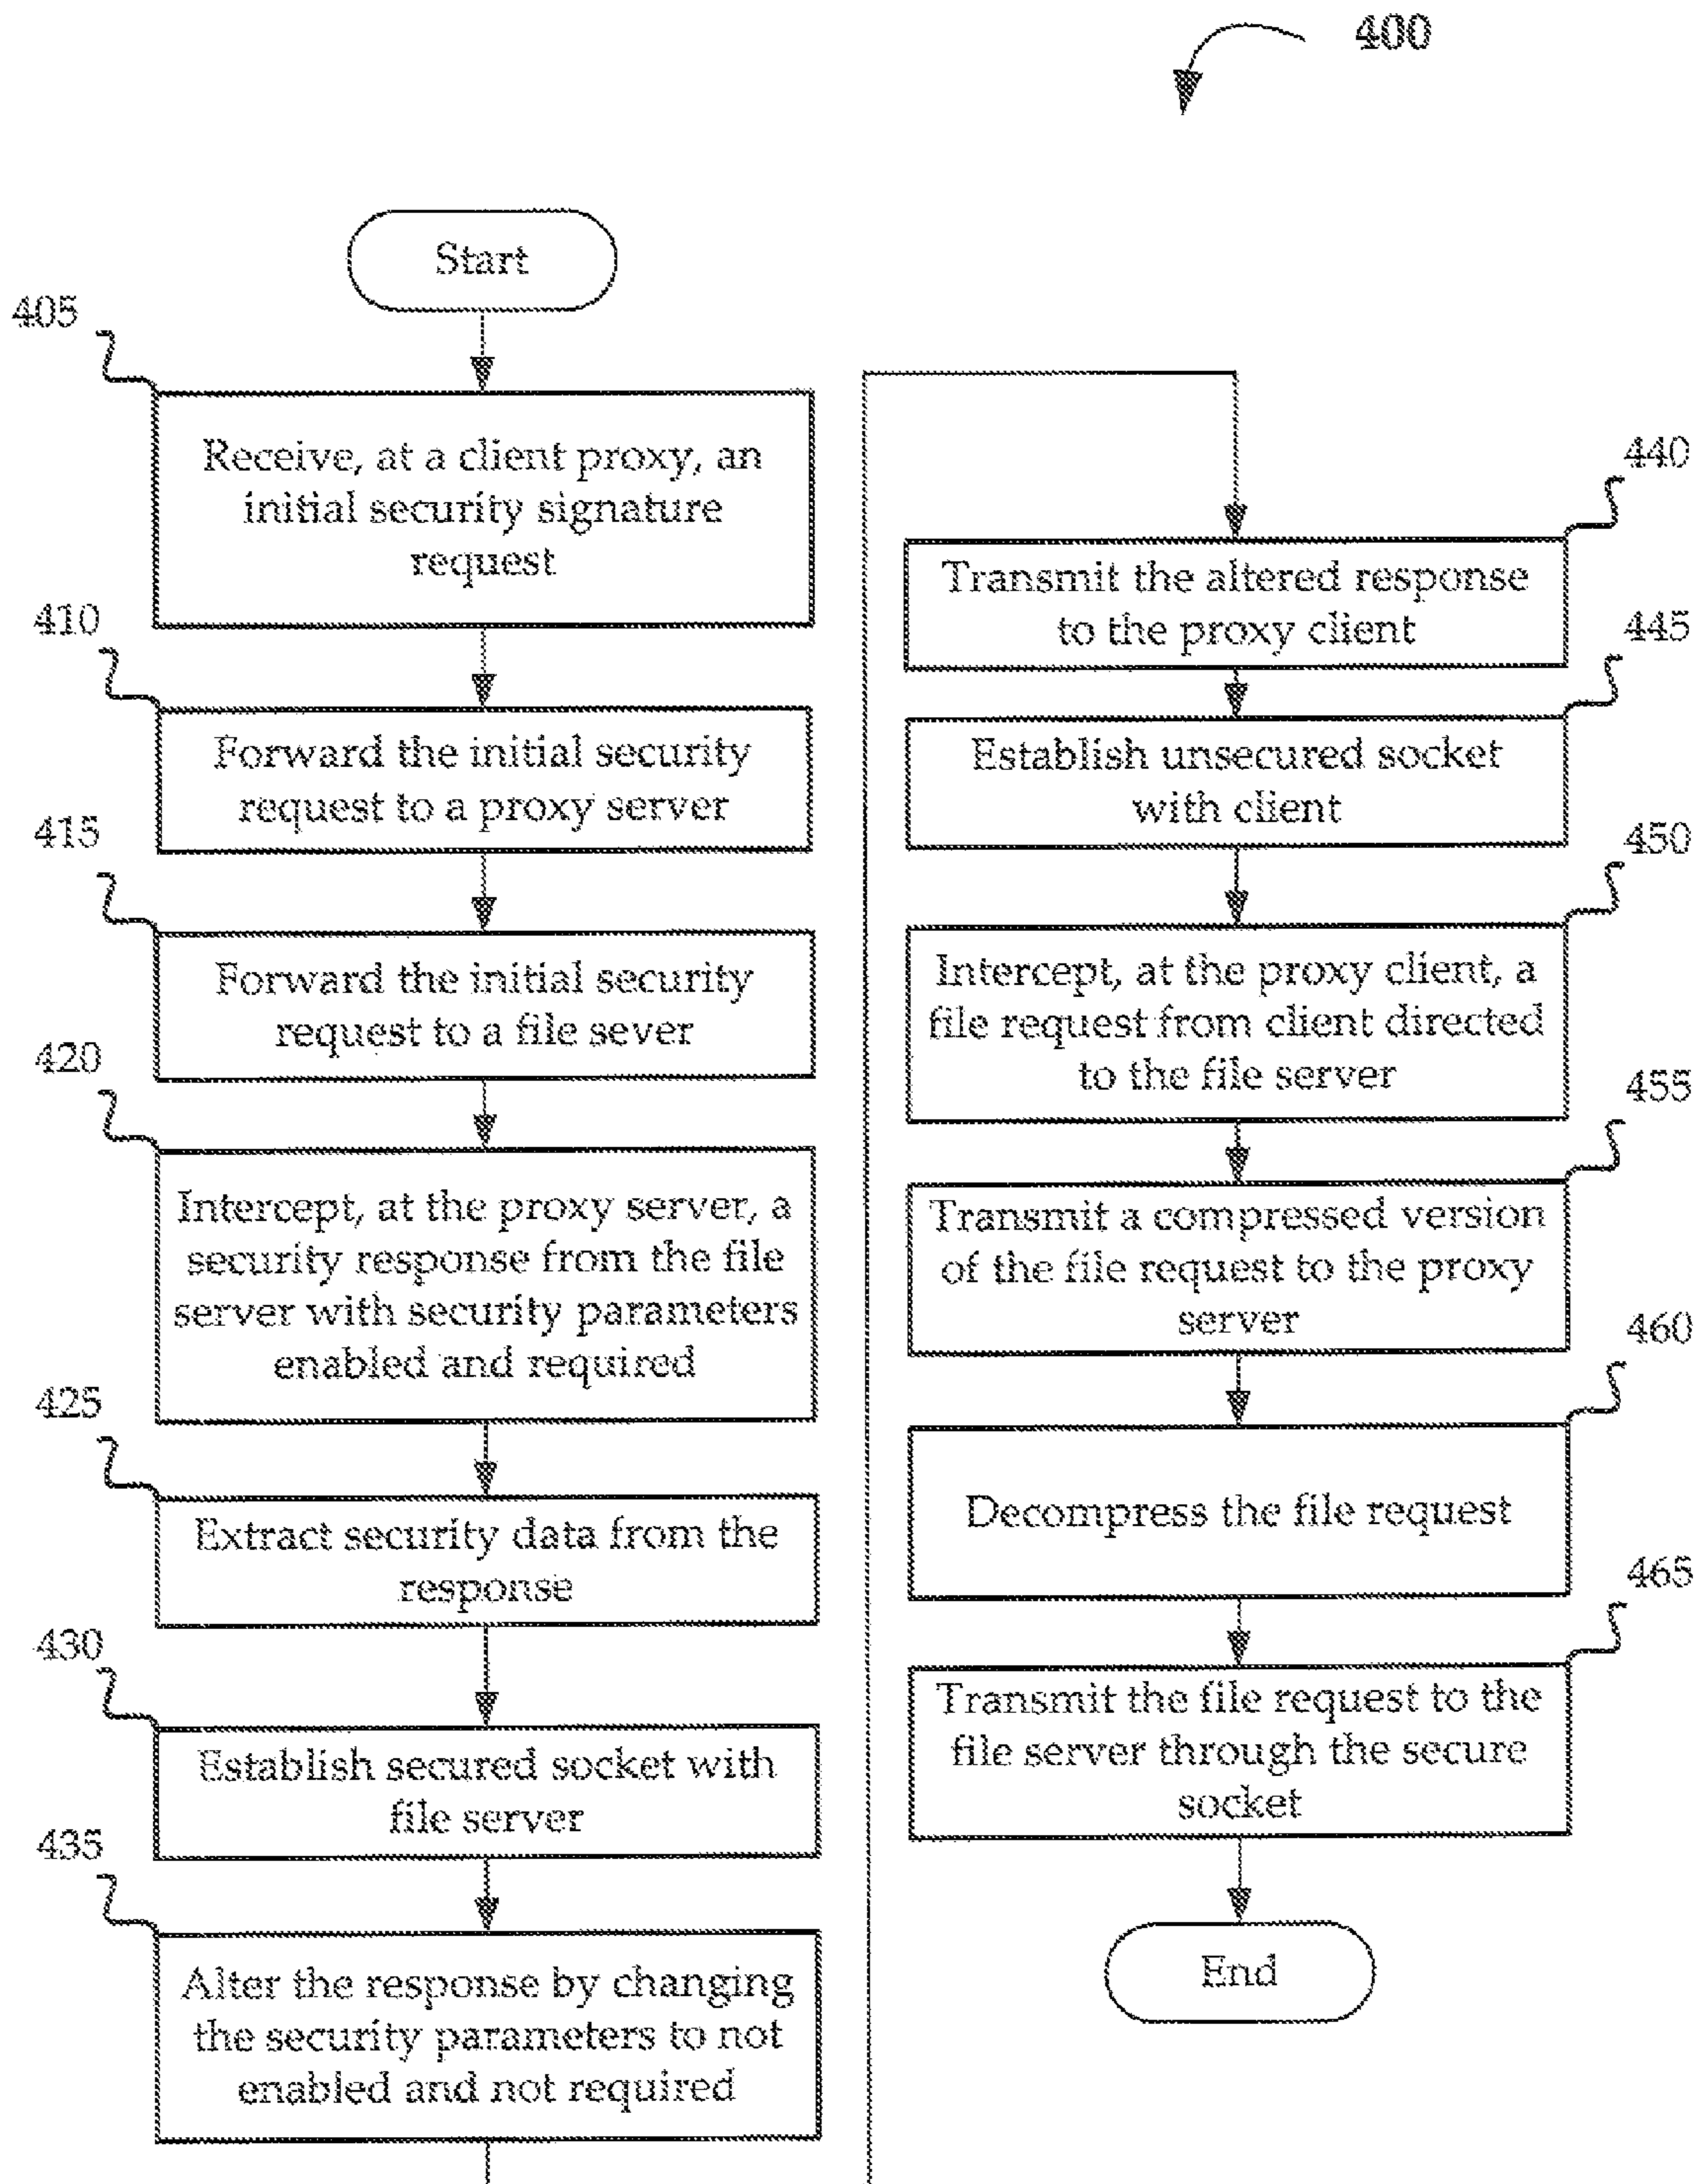 400
Start
405
Receive, at a client proxy, an
initial security signature
request
410
Forward the initial security
request to a proxy server
415
Forward the initial security
request to a file sever
420
Intercept, at the proxy server, a
security response from the file
server with security parameters
enabled and required
425
Extract security data from the
response
430
Establish secured socket with
file server
435
Alter the response by changing
the security parameters to not
enabled and not required
440
Transmit the altered response
to the proxy client
445
Establish unsecured socket
with client
450
Intercept, at the proxy client, a
file request from client directed
to the file server
455
Transmit a compressed version
of the file request to the proxy
server
460
Decompress the file request
465
Transmit the file request to the
file server through the secure
socket
End